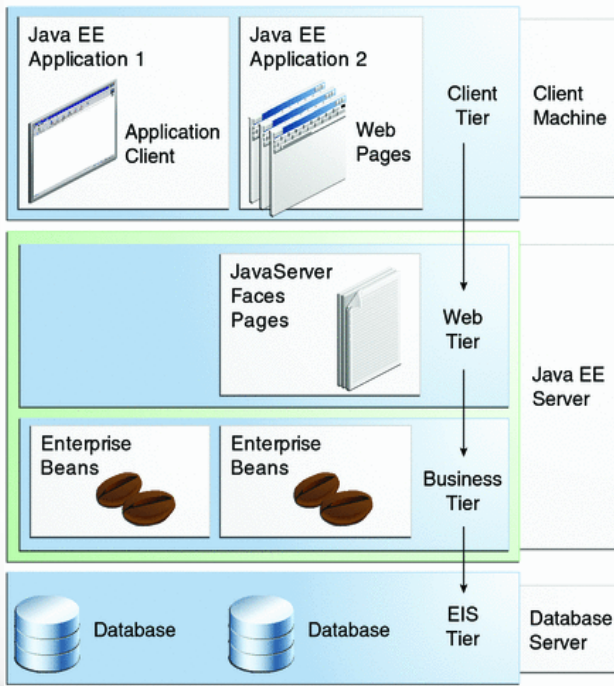 Java EE
Application 1
Application
Client
Java EE
Application 2
Web
Pages
Client
Tier
Client
Machine
JavaServer
Faces
Pages
Web
Tier
Java EE
Server
Enterprise
Beans
Enterprise
Beans
Business
Tier
Database
Database
EIS
Tier
Database
Server